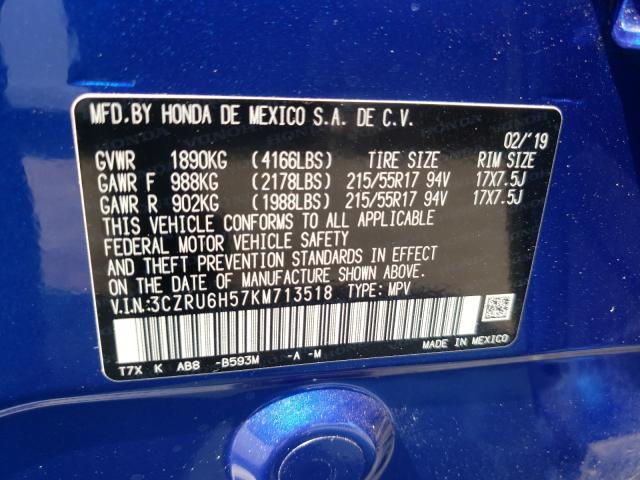 MFD.BY HONDA DE MEXICO S.A. DE C.V.
02/'19
GVWR 1890KG (4166LBS) TIRE SIZE RIM SIZE
GAWR F 988KG (2178LBS) 215/55R17 94V 17X7.5J
GAWR R 902KG (1988LBS) 215/55R17 94V 17X7.5J
THIS VEHICLE CONFORMS TO ALL APPLICABLE
FEDERAL MOTOR VEHICLE SAFETY
AND THEFT PREVENTION STANDARDS IN EFFECT
ON THE DATE OF MANUFACTURE SHOWN ABOVE.
V.I.N:3CZRU6H57KM713518 TYPE: MPV
MADE IN MEXICO
T7X K AB8 -B593M -A -M